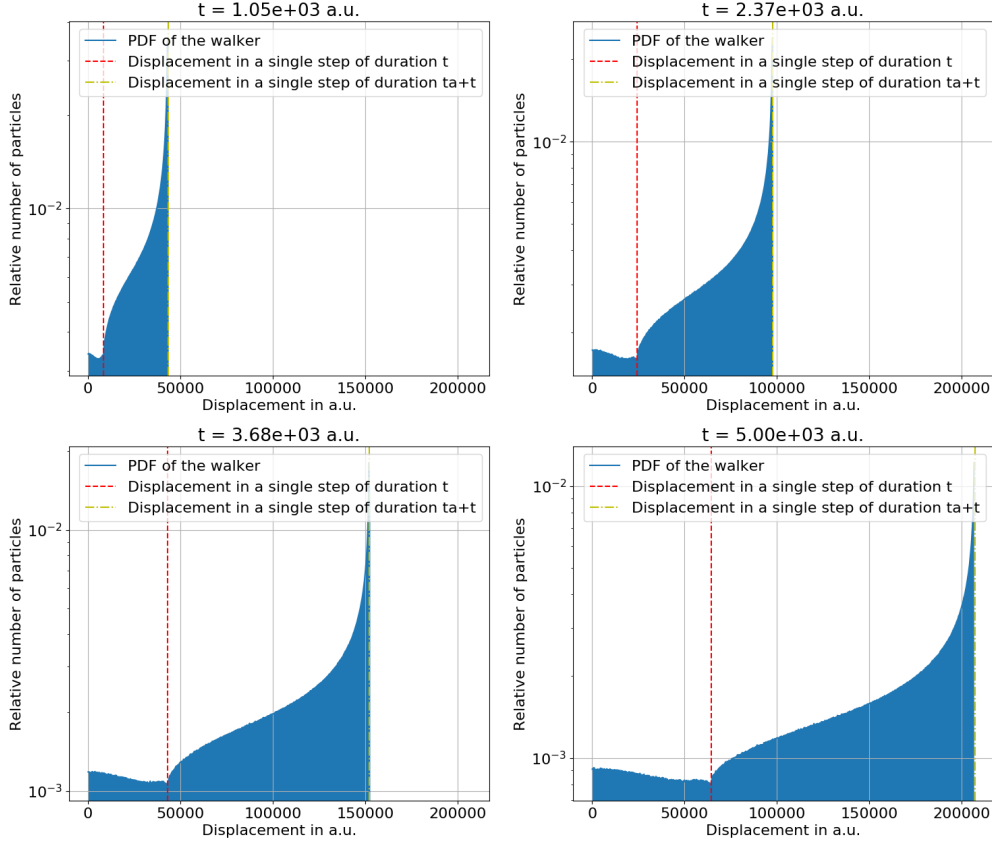 t = 1.05e+03 a.u.
PDF of the walker
Displacement in a single step of duration t
Displacement in a single step of duration ta+t
Relative number of particles
10⁻²
0 50000 100000 150000 200000
Displacement in a.u.
t = 2.37e+03 a.u.
PDF of the walker
Displacement in a single step of duration t
Displacement in a single step of duration ta+t
Relative number of particles
10⁻²
0 50000 100000 150000 200000
Displacement in a.u.
t = 3.68e+03 a.u.
PDF of the walker
Displacement in a single step of duration t
Displacement in a single step of duration ta+t
Relative number of particles
10⁻²
10⁻³
0 50000 100000 150000 200000
Displacement in a.u.
t = 5.00e+03 a.u.
PDF of the walker
Displacement in a single step of duration t
Displacement in a single step of duration ta+t
Relative number of particles
10⁻²
10⁻³
0 50000 100000 150000 200000
Displacement in a.u.